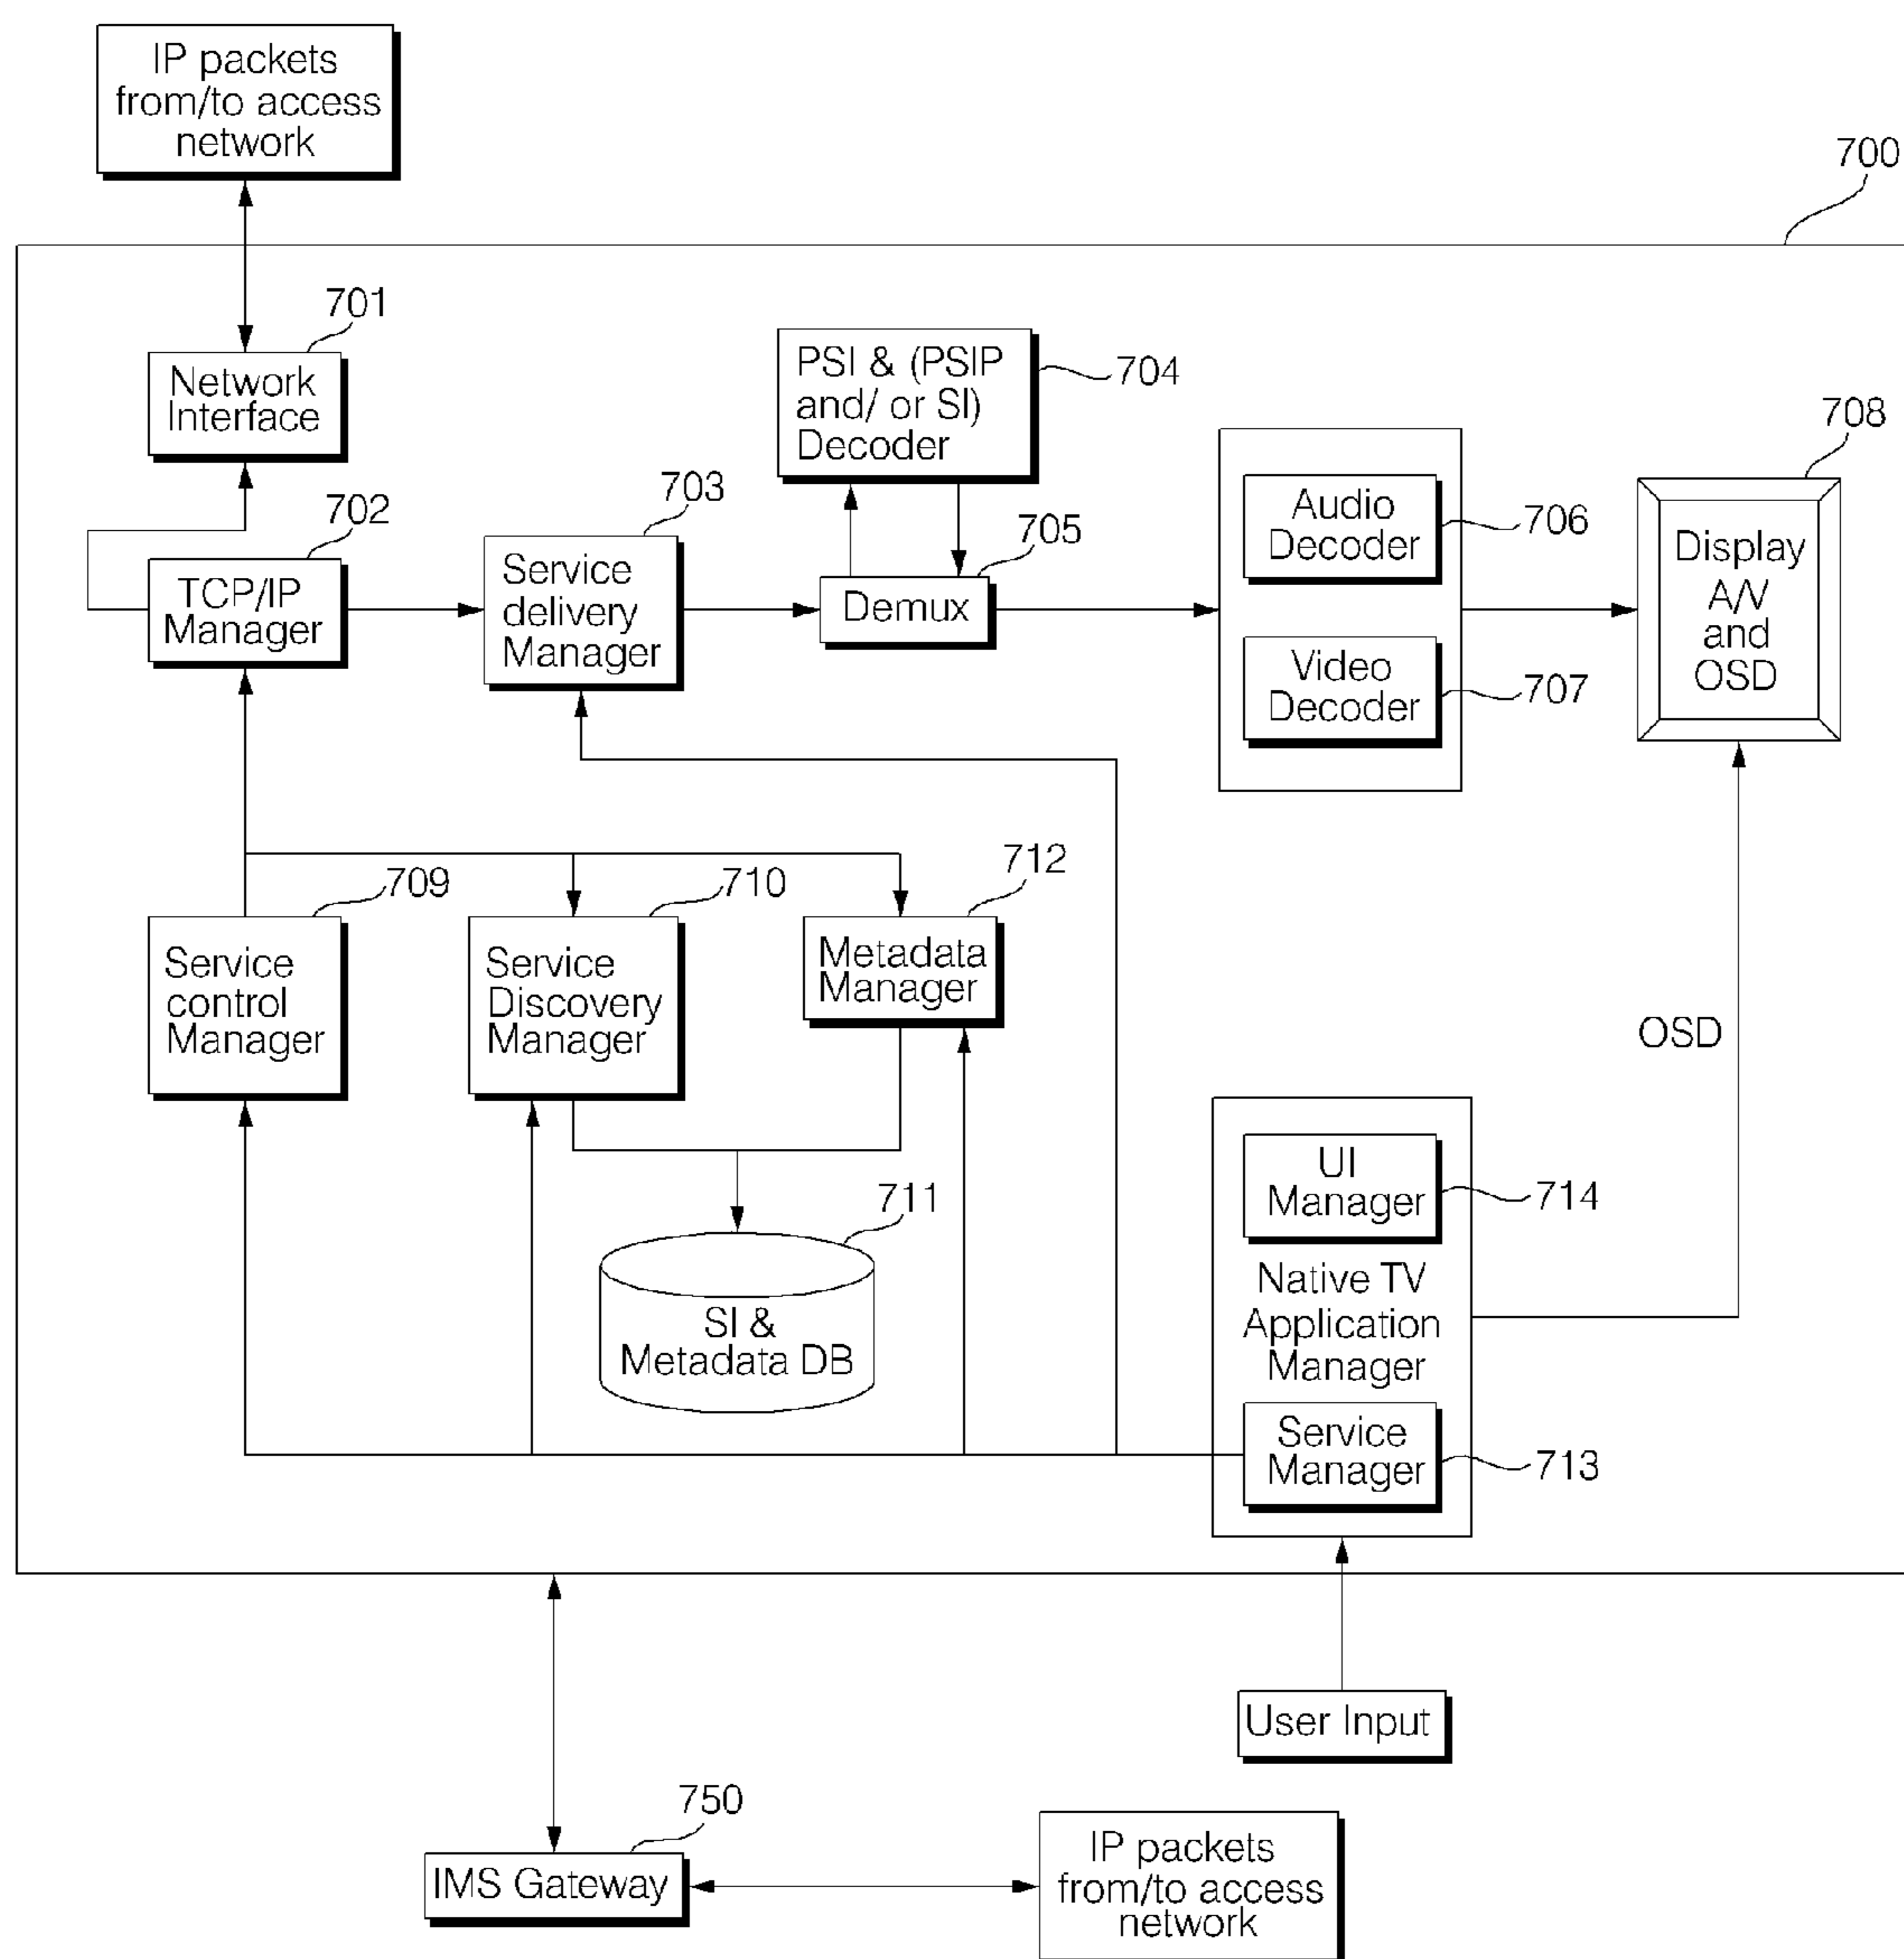 IP packets
from/to access
network
700
701
Network
Interface
702
TCP/IP
Manager
703
Service
delivery
Manager
PSI & (PSIP
and/ or SI)
Decoder
704
705
Demux
Audio
Decoder
706
Video
Decoder
707
708
Display
A/V
and
OSD
709
Service
control
Manager
710
Service
Discovery
Manager
712
Metadata
Manager
OSD
711
SI &
Metadata DB
UI
Manager
714
Native TV
Application
Manager
Service
Manager
713
User Input
750
IMS Gateway
IP packets
from/to access
network